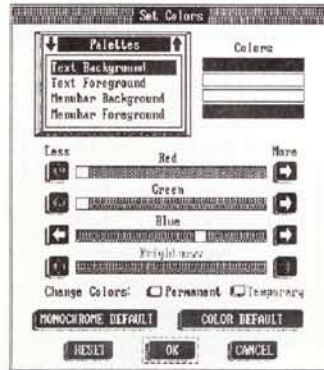 Set Colors
Palettes
Colors
Text Background
Text Foreground
Menubar Background
Menubar Foreground
Less
More
Red
Green
Blue
Brightness
Change Colors: Permanent Temporary
MONOCHROME DEFAULT COLOR DEFAULT
RESET OK CANCEL